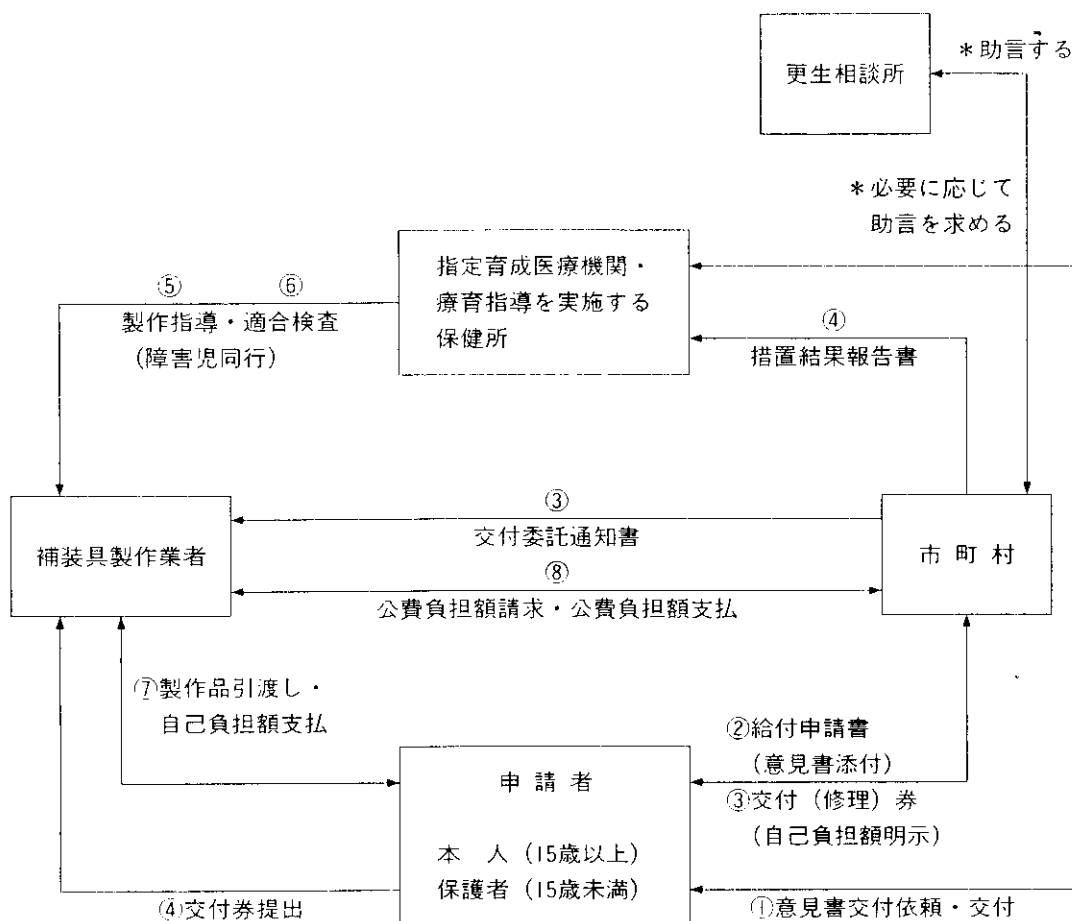 更生相談所
＊助言する
＊必要に応じて
助言を求める
指定育成医療機関・
療育指導を実施する
保健所
⑤ ⑥
製作指導・適合検査
(障害児同行)
④
措置結果報告書
補装具製作業者
③
交付委託通知書
⑧
公費負担額請求・公費負担額支払
市町村
⑦製作品引渡し・
自己負担額支払
②給付申請書
(意見書添付)
③交付（修理）券
(自己負担額明示)
申請者
本人（15歳以上）
保護者（15歳未満）
④交付券提出
①意見書交付依頼・交付